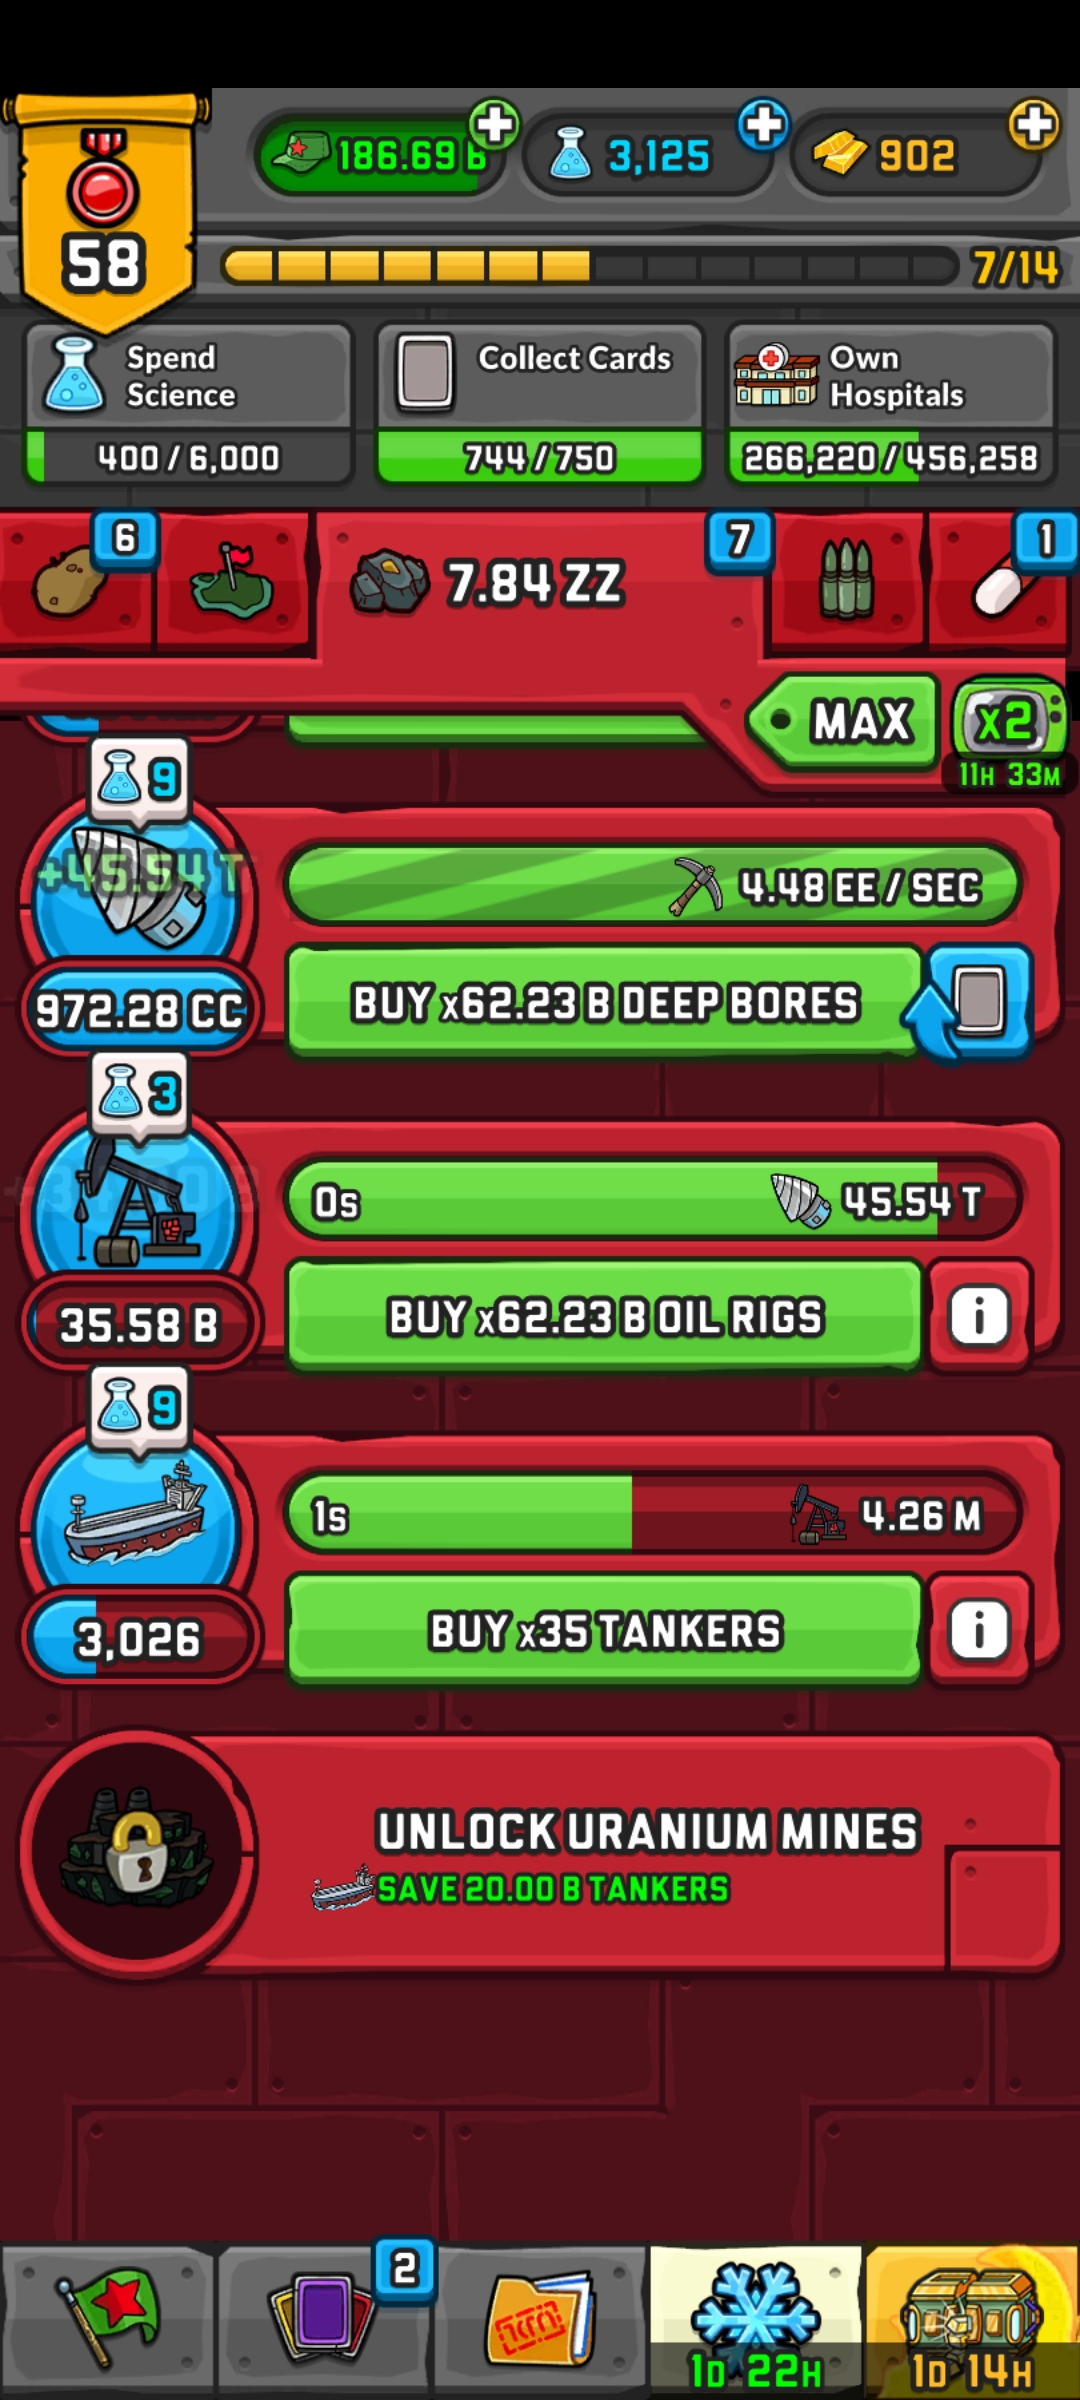 58
186.69 B
3,125
902
7/14
Spend
Science
400 / 6,000
Collect Cards
744 / 750
Own
Hospitals
266,220 / 456,258
6
7.84 ZZ
7
1
MAX
x2
11H 33M
9
+45.54 T
4.48 EE / SEC
972.28 CC
BUY x62.23 B DEEP BORES
3
0s
45.54 T
35.58 B
BUY x62.23 B OIL RIGS
i
9
1s
4.26 M
3,026
BUY x35 TANKERS
i
UNLOCK URANIUM MINES
SAVE 20.00 B TANKERS
2
1D 22H
1D 14H